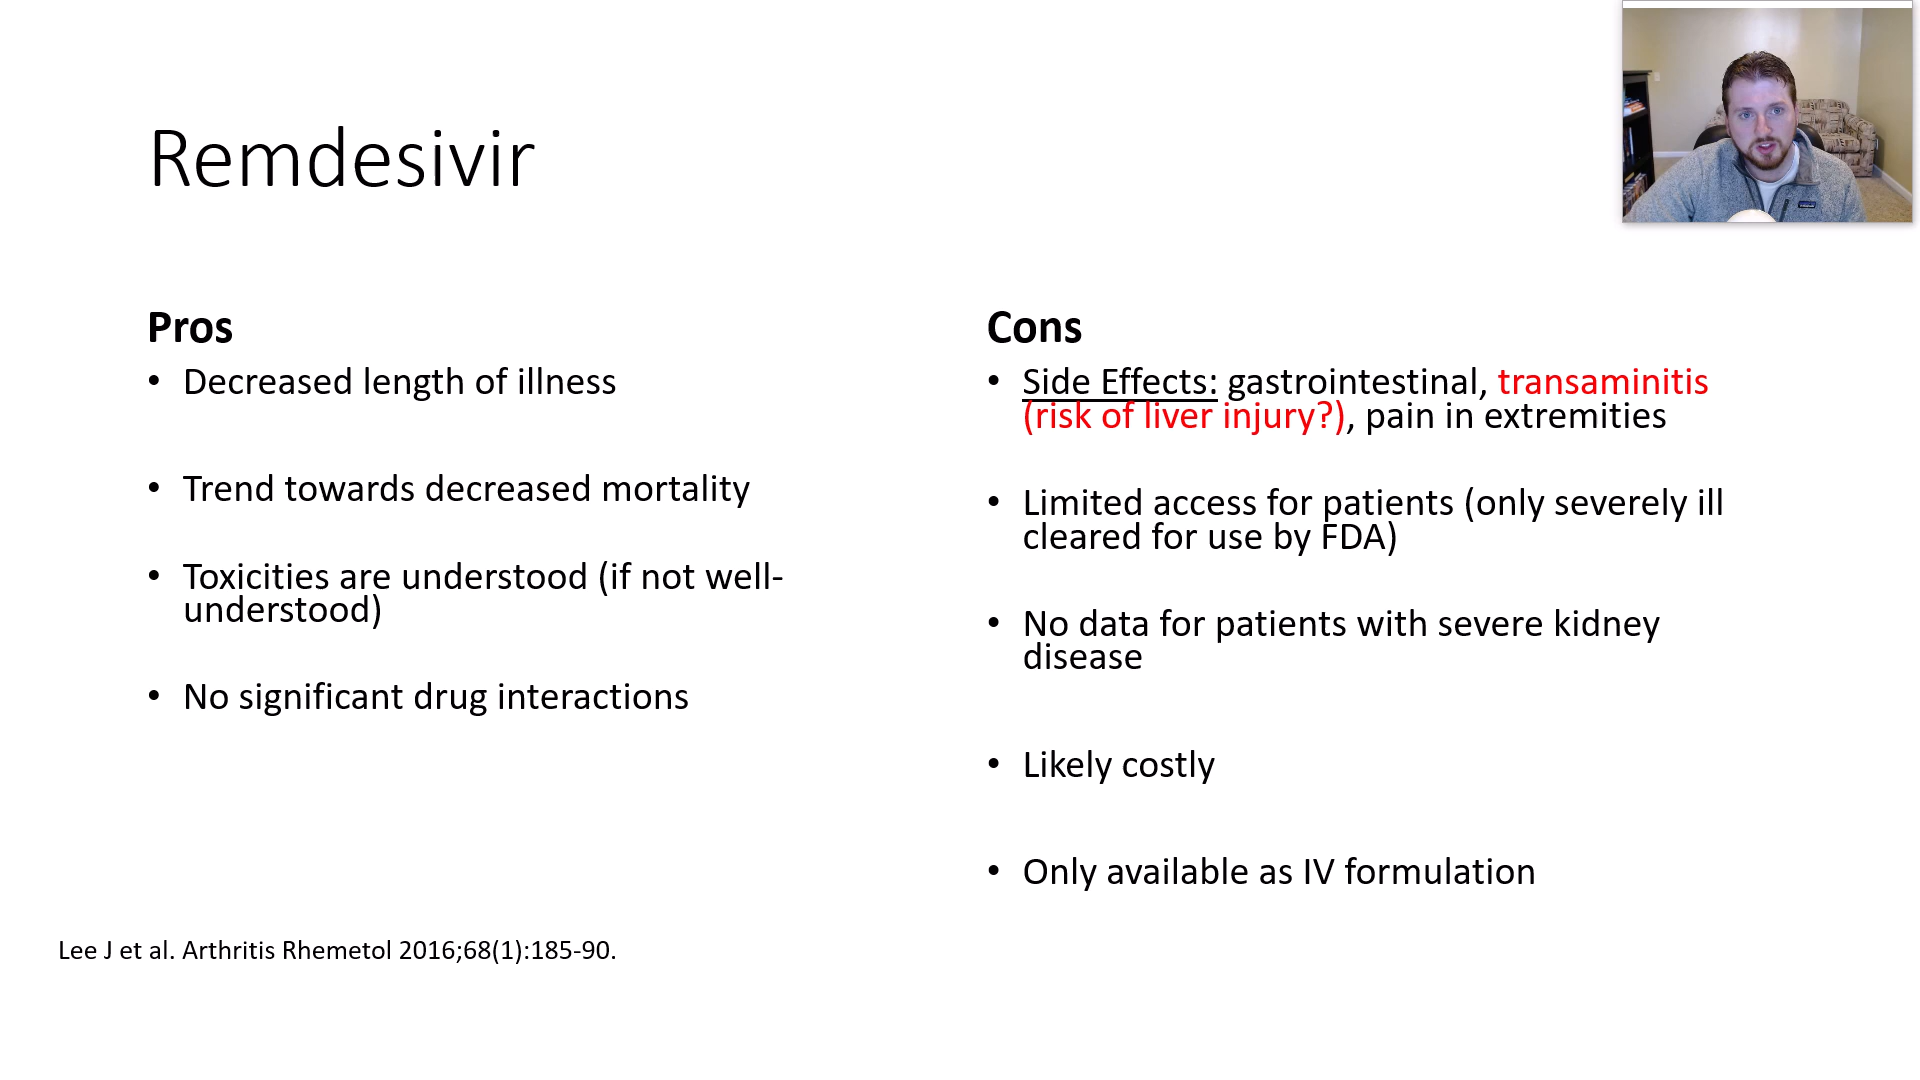 Remdesivir
Pros
• Decreased length of illness
• Trend towards decreased mortality
• Toxicities are understood (if not well-
understood)
• No significant drug interactions
Cons
• Side Effects: gastrointestinal, transaminitis
(risk of liver injury?), pain in extremities
• Limited access for patients (only severely ill
cleared for use by FDA)
• No data for patients with severe kidney
disease
• Likely costly
• Only available as IV formulation
Lee J et al. Arthritis Rhemetol 2016;68(1):185-90.